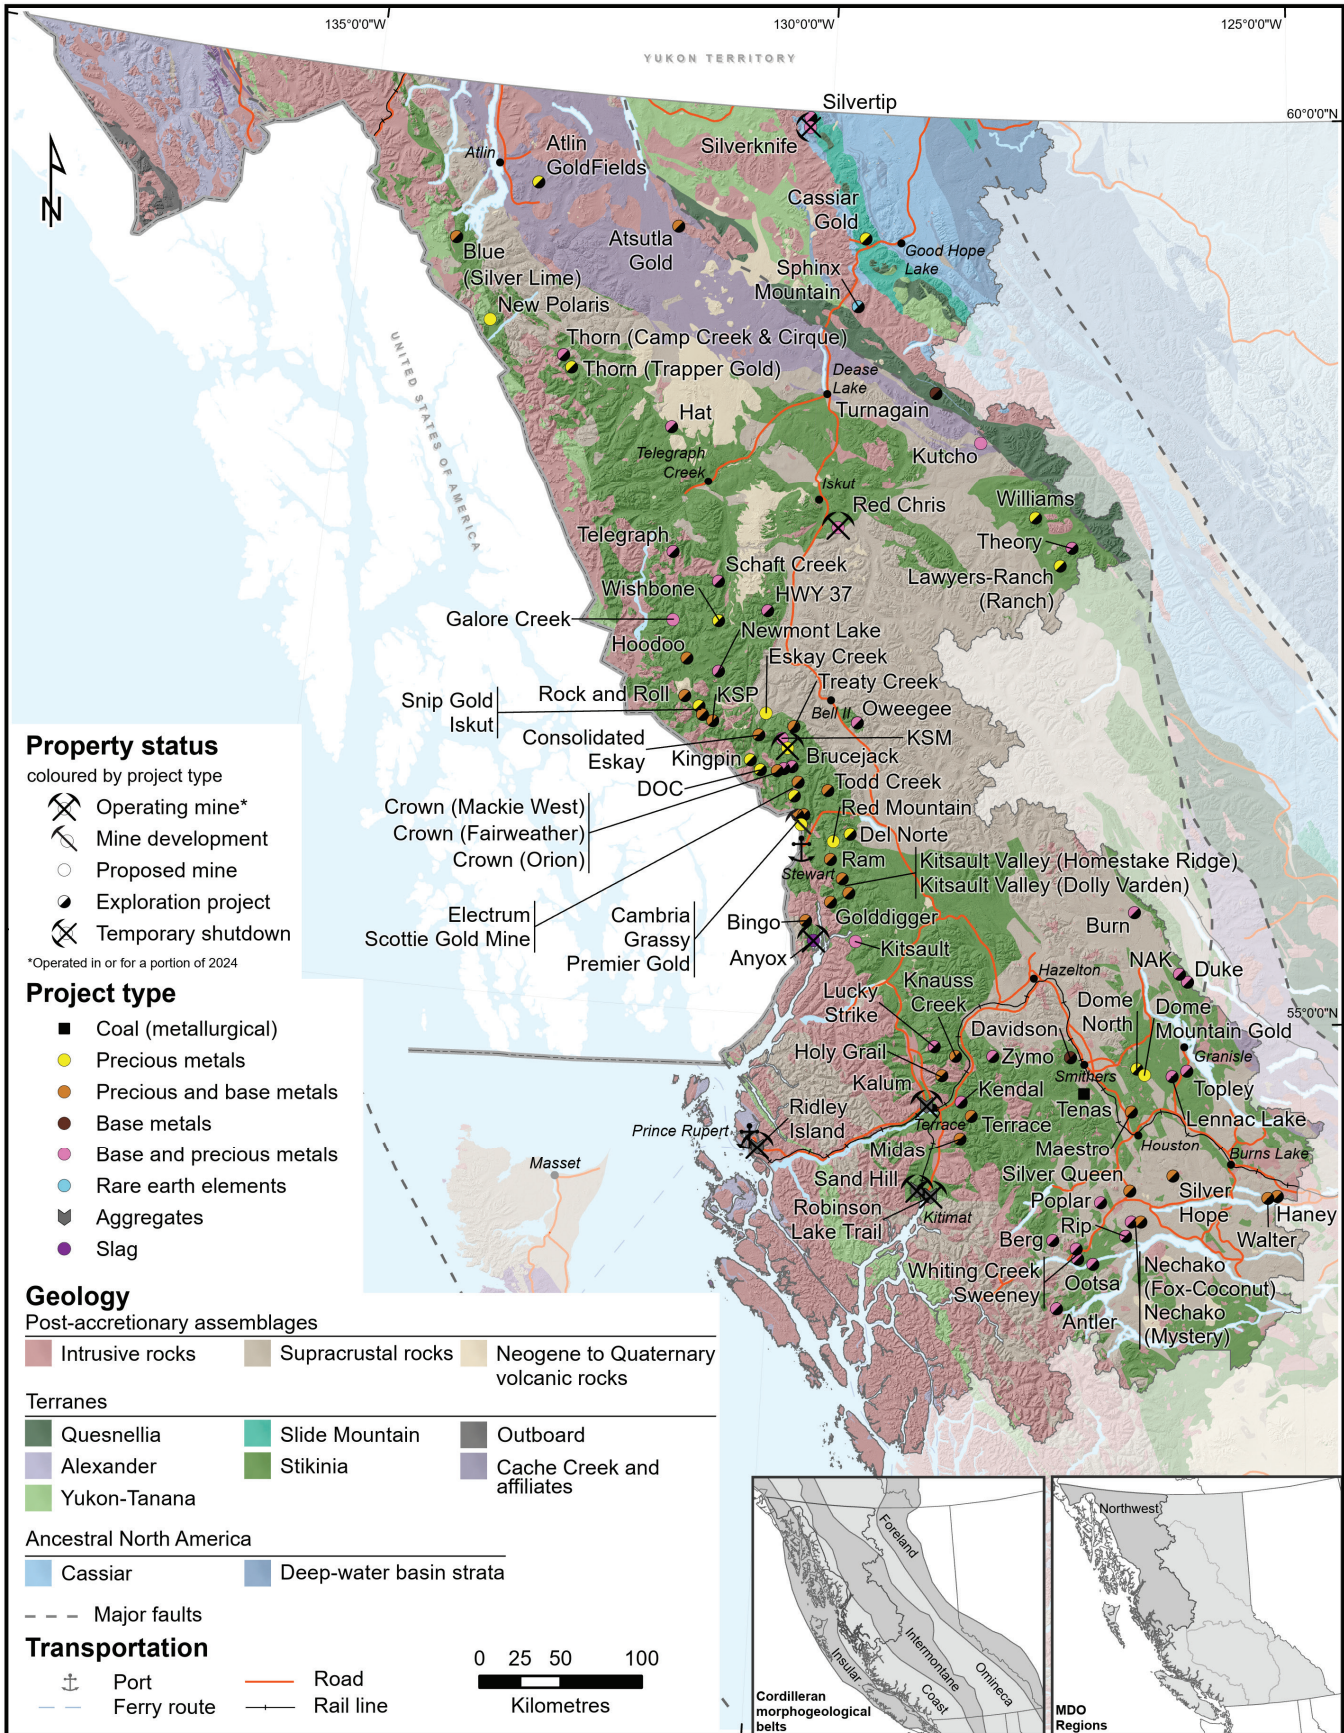 135°0'0"W
130°0'0"W
125°0'0"W
YUKON TERRITORY
60°0'0"N
Silvertip
Silverknife
Atlin
Atlin
GoldFields
Cassiar
Gold
Good Hope
Lake
Atsutla
Gold
Blue
(Silver Lime)
Sphinx
Mountain
New Polaris
UNITED STATES OF AMERICA
Thorn (Camp Creek & Cirque)
Thorn (Trapper Gold)
Dease
Lake
Turnagain
Hat
Kutcho
Telegraph
Creek
Iskut
Red Chris
Williams
Theory
Telegraph
Schaft Creek
Lawyers-Ranch
(Ranch)
Wishbone
HWY 37
Galore Creek
Newmont Lake
Hoodoo
Eskay Creek
Treaty Creek
Rock and Roll
KSP
Snip Gold
Iskut
Bell II
Oweegee
Consolidated
Eskay
KSM
Kingpin
Brucejack
DOC
Todd Creek
Crown (Mackie West)
Crown (Fairweather)
Crown (Orion)
Red Mountain
Del Norte
Ram
Stewart
Kitsault Valley (Homestake Ridge)
Kitsault Valley (Dolly Varden)
Electrum
Scottie Gold Mine
Cambria
Grassy
Premier Gold
Bingo
Golddigger
Burn
Anyox
Kitsault
NAK
Duke
Hazelton
Knauss
Creek
Lucky
Strike
Dome
North
Dome
Mountain Gold
55°0'0"N
Davidson
Holy Grail
Zymo
Smithers
Granisle
Kalum
Kendal
Topley
Ridley
Island
Tenas
Lennac Lake
Prince Rupert
Terrace
Terrace
Maestro
Houston
Midas
Burns Lake
Masset
Sand Hill
Silver Queen
Silver
Hope
Robinson
Lake Trail
Kitimat
Poplar
Haney
Rip
Walter
Berg
Whiting Creek
Sweeney
Ootsa
Nechako
(Fox-Coconut)
Nechako
(Mystery)
Antler
Property status
coloured by project type
Operating mine*
Mine development
Proposed mine
Exploration project
Temporary shutdown
*Operated in or for a portion of 2024
Project type
Coal (metallurgical)
Precious metals
Precious and base metals
Base metals
Base and precious metals
Rare earth elements
Aggregates
Slag
Geology
Post-accretionary assemblages
Intrusive rocks
Supracrustal rocks
Neogene to Quaternary
volcanic rocks
Terranes
Quesnellia
Slide Mountain
Outboard
Alexander
Stikinia
Cache Creek and
affiliates
Yukon-Tanana
Ancestral North America
Cassiar
Deep-water basin strata
Major faults
Transportation
Port
Road
Ferry route
Rail line
0 25 50 100
Kilometres
Foreland
Intermontane
Omineca
Insular
Coast
Cordilleran
morphogeological
belts
Northwest
MDO
Regions
N